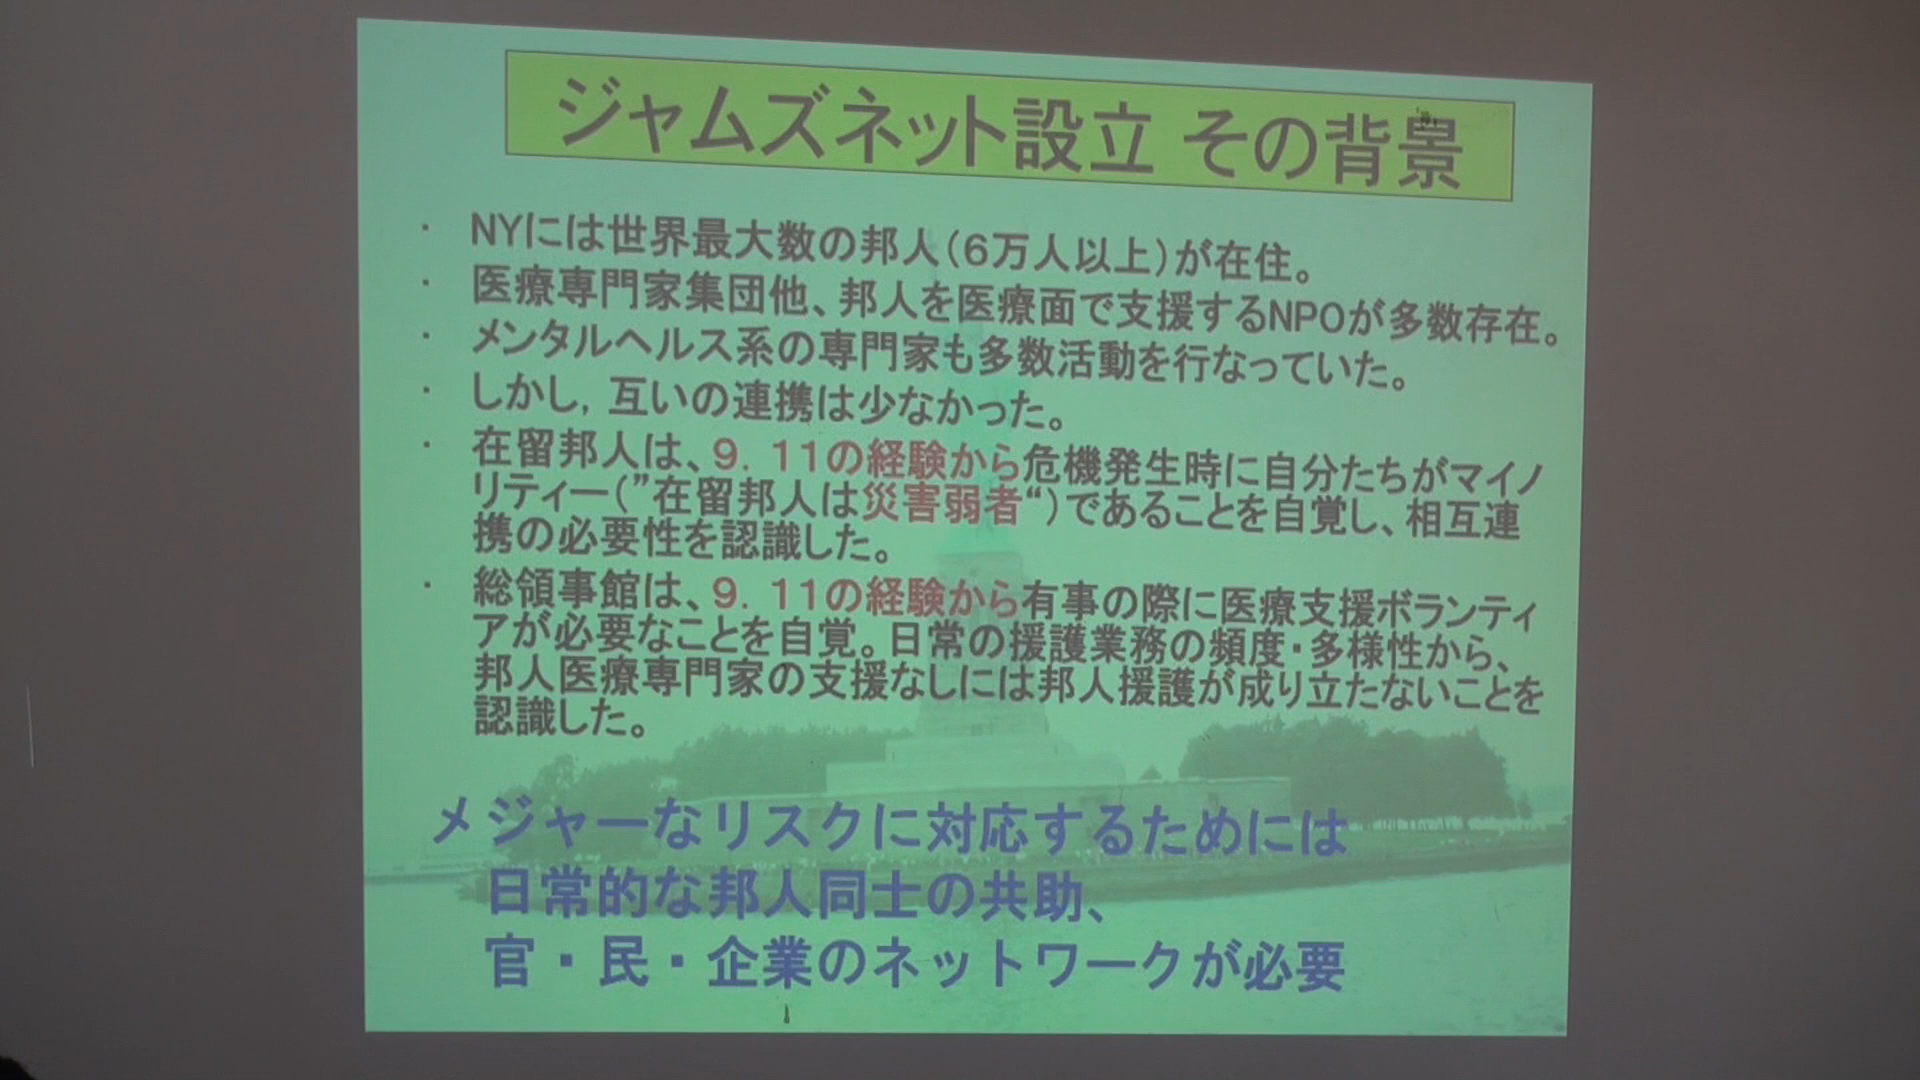 ジャムズネット設立 その背景
・ NYには世界最大数の邦人（６万人以上）が在住。
・ 医療専門家集団他、邦人を医療面で支援するNPOが多数存在。
・ メンタルヘルス系の専門家も多数活動を行なっていた。
・ しかし，互いの連携は少なかった。
・ 在留邦人は、９．１１の経験から危機発生時に自分たちがマイノ
リティー（”在留邦人は災害弱者“）であることを自覚し、相互連
携の必要性を認識した。
・ 総領事館は、９．１１の経験から有事の際に医療支援ボランティ
アが必要なことを自覚。日常の援護業務の頻度・多様性から、
邦人医療専門家の支援なしには邦人援護が成り立たないことを
認識した。
メジャーなリスクに対応するためには
日常的な邦人同士の共助、
官・民・企業のネットワークが必要